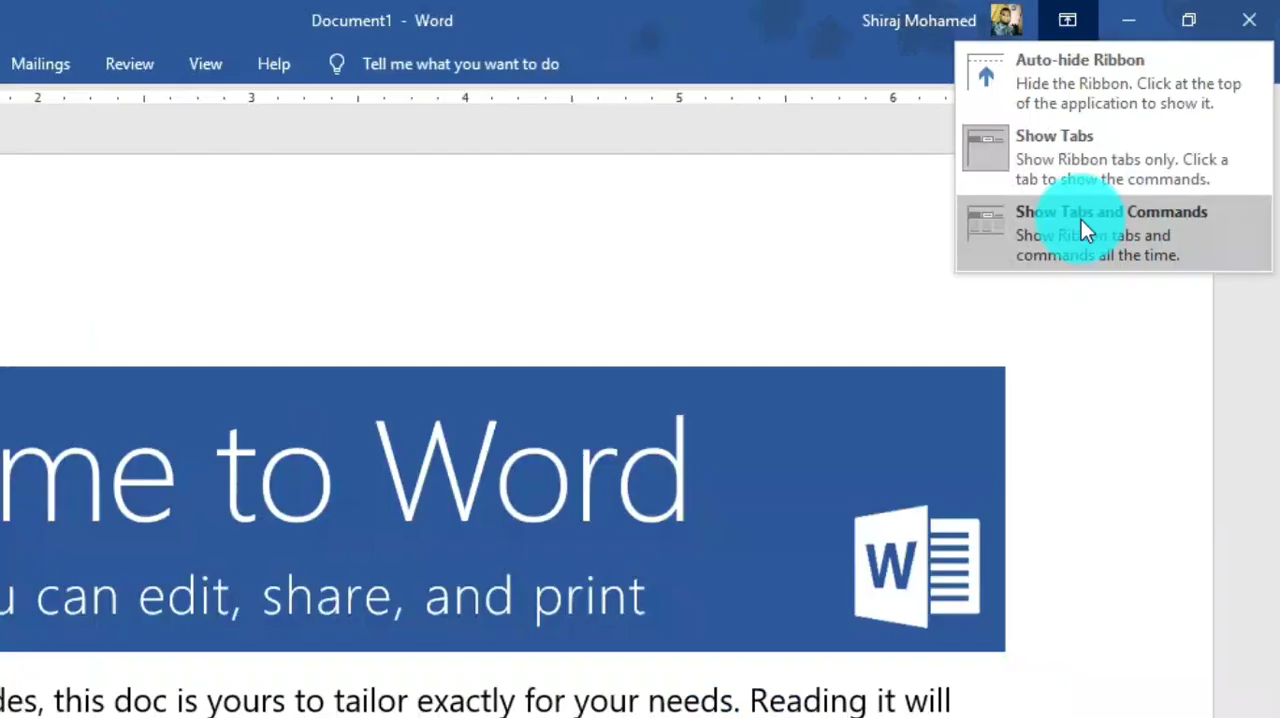 Document1 - Word
Shiraj Mohamed
Mailings Review View Help Tell me what you want to do
2 3 4 5 6
Auto-hide Ribbon
Hide the Ribbon. Click at the top
of the application to show it.
Show Tabs
Show Ribbon tabs only. Click a
tab to show the commands.
Show Tabs and Commands
Show Ribbon tabs and
commands all the time.
me to Word
u can edit, share, and print
W
des, this doc is yours to tailor exactly for your needs. Reading it will